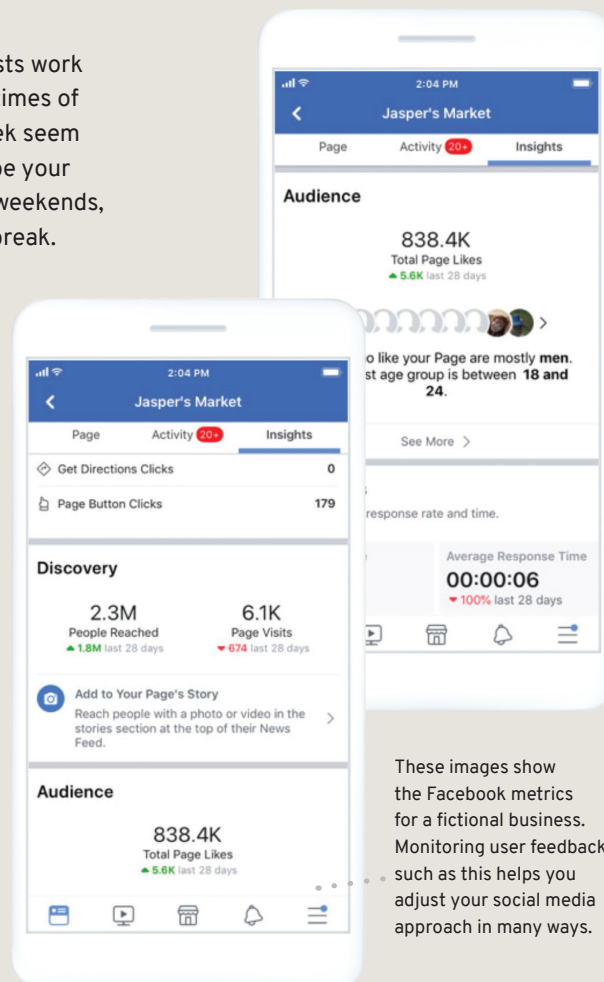 sts work
times of
ek seem
be your
weekends,
break.
2:04 PM
Jasper's Market
Page Activity 20+ Insights
Audience
838.4K
Total Page Likes
5.6K last 28 days
o like your Page are mostly men.
st age group is between 18 and
24.
See More
response rate and time.
Average Response Time
00:00:06
100% last 28 days
2:04 PM
Jasper's Market
Page Activity 20+ Insights
Get Directions Clicks 0
Page Button Clicks 179
Discovery
2.3M 6.1K
People Reached Page Visits
1.8M last 28 days 674 last 28 days
Add to Your Page's Story
Reach people with a photo or video in the
stories section at the top of their News
Feed.
Audience
838.4K
Total Page Likes
5.6K last 28 days
These images show
the Facebook metrics
for a fictional business.
Monitoring user feedback
such as this helps you
adjust your social media
approach in many ways.